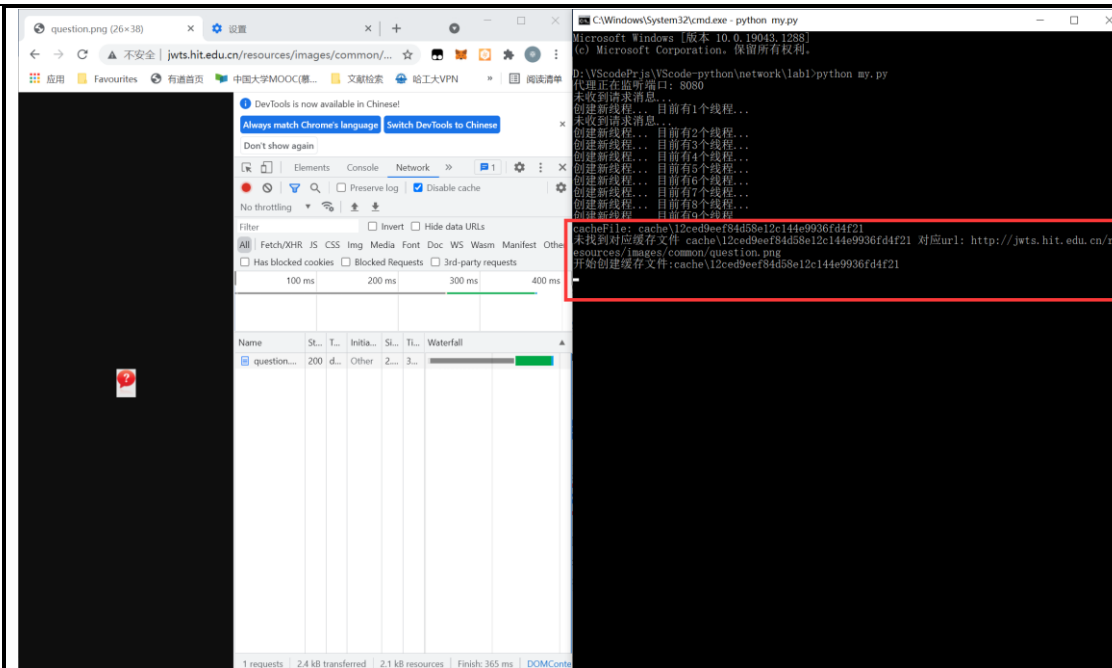 question.png (26×38)
设置
不安全 | jwts.hit.edu.cn/resources/images/common/...
应用 Favourites 有道首页 中国大学MOOC(慕... 文献检索 哈工大VPN » 阅读清单
DevTools is now available in Chinese!
Always match Chrome's language Switch DevTools to Chinese
Don't show again
Elements Console Network » 1
Preserve log Disable cache
No throttling
Filter Invert Hide data URLs
All Fetch/XHR JS CSS Img Media Font Doc WS Wasm Manifest Other
Has blocked cookies Blocked Requests 3rd-party requests
100 ms 200 ms 300 ms 400 ms
Name St... T... Initia... Si... Ti... Waterfall
question.... 200 d... Other 2.... 3...
1 requests 2.4 kB transferred 2.1 kB resources Finish: 365 ms DOMConte
C:\Windows\System32\cmd.exe - python my.py
Microsoft Windows [版本 10.0.19043.1288]
(c) Microsoft Corporation。保留所有权利。
D:\VScodePrjs\VScode-python\network\lab1>python my.py
代理正在监听端口: 8080
未收到请求消息...
创建新线程... 目前有1个线程...
未收到请求消息...
创建新线程... 目前有2个线程...
创建新线程... 目前有3个线程...
创建新线程... 目前有4个线程...
创建新线程... 目前有5个线程...
创建新线程... 目前有6个线程...
创建新线程... 目前有7个线程...
创建新线程... 目前有8个线程...
创建新线程... 目前有9个线程...
cacheFile: cache\12ced9eef84d58e12c144e9936fd4f21
未找到对应缓存文件 cache\12ced9eef84d58e12c144e9936fd4f21 对应url: http://jwts.hit.edu.cn/r
esources/images/common/question.png
开始创建缓存文件:cache\12ced9eef84d58e12c144e9936fd4f21